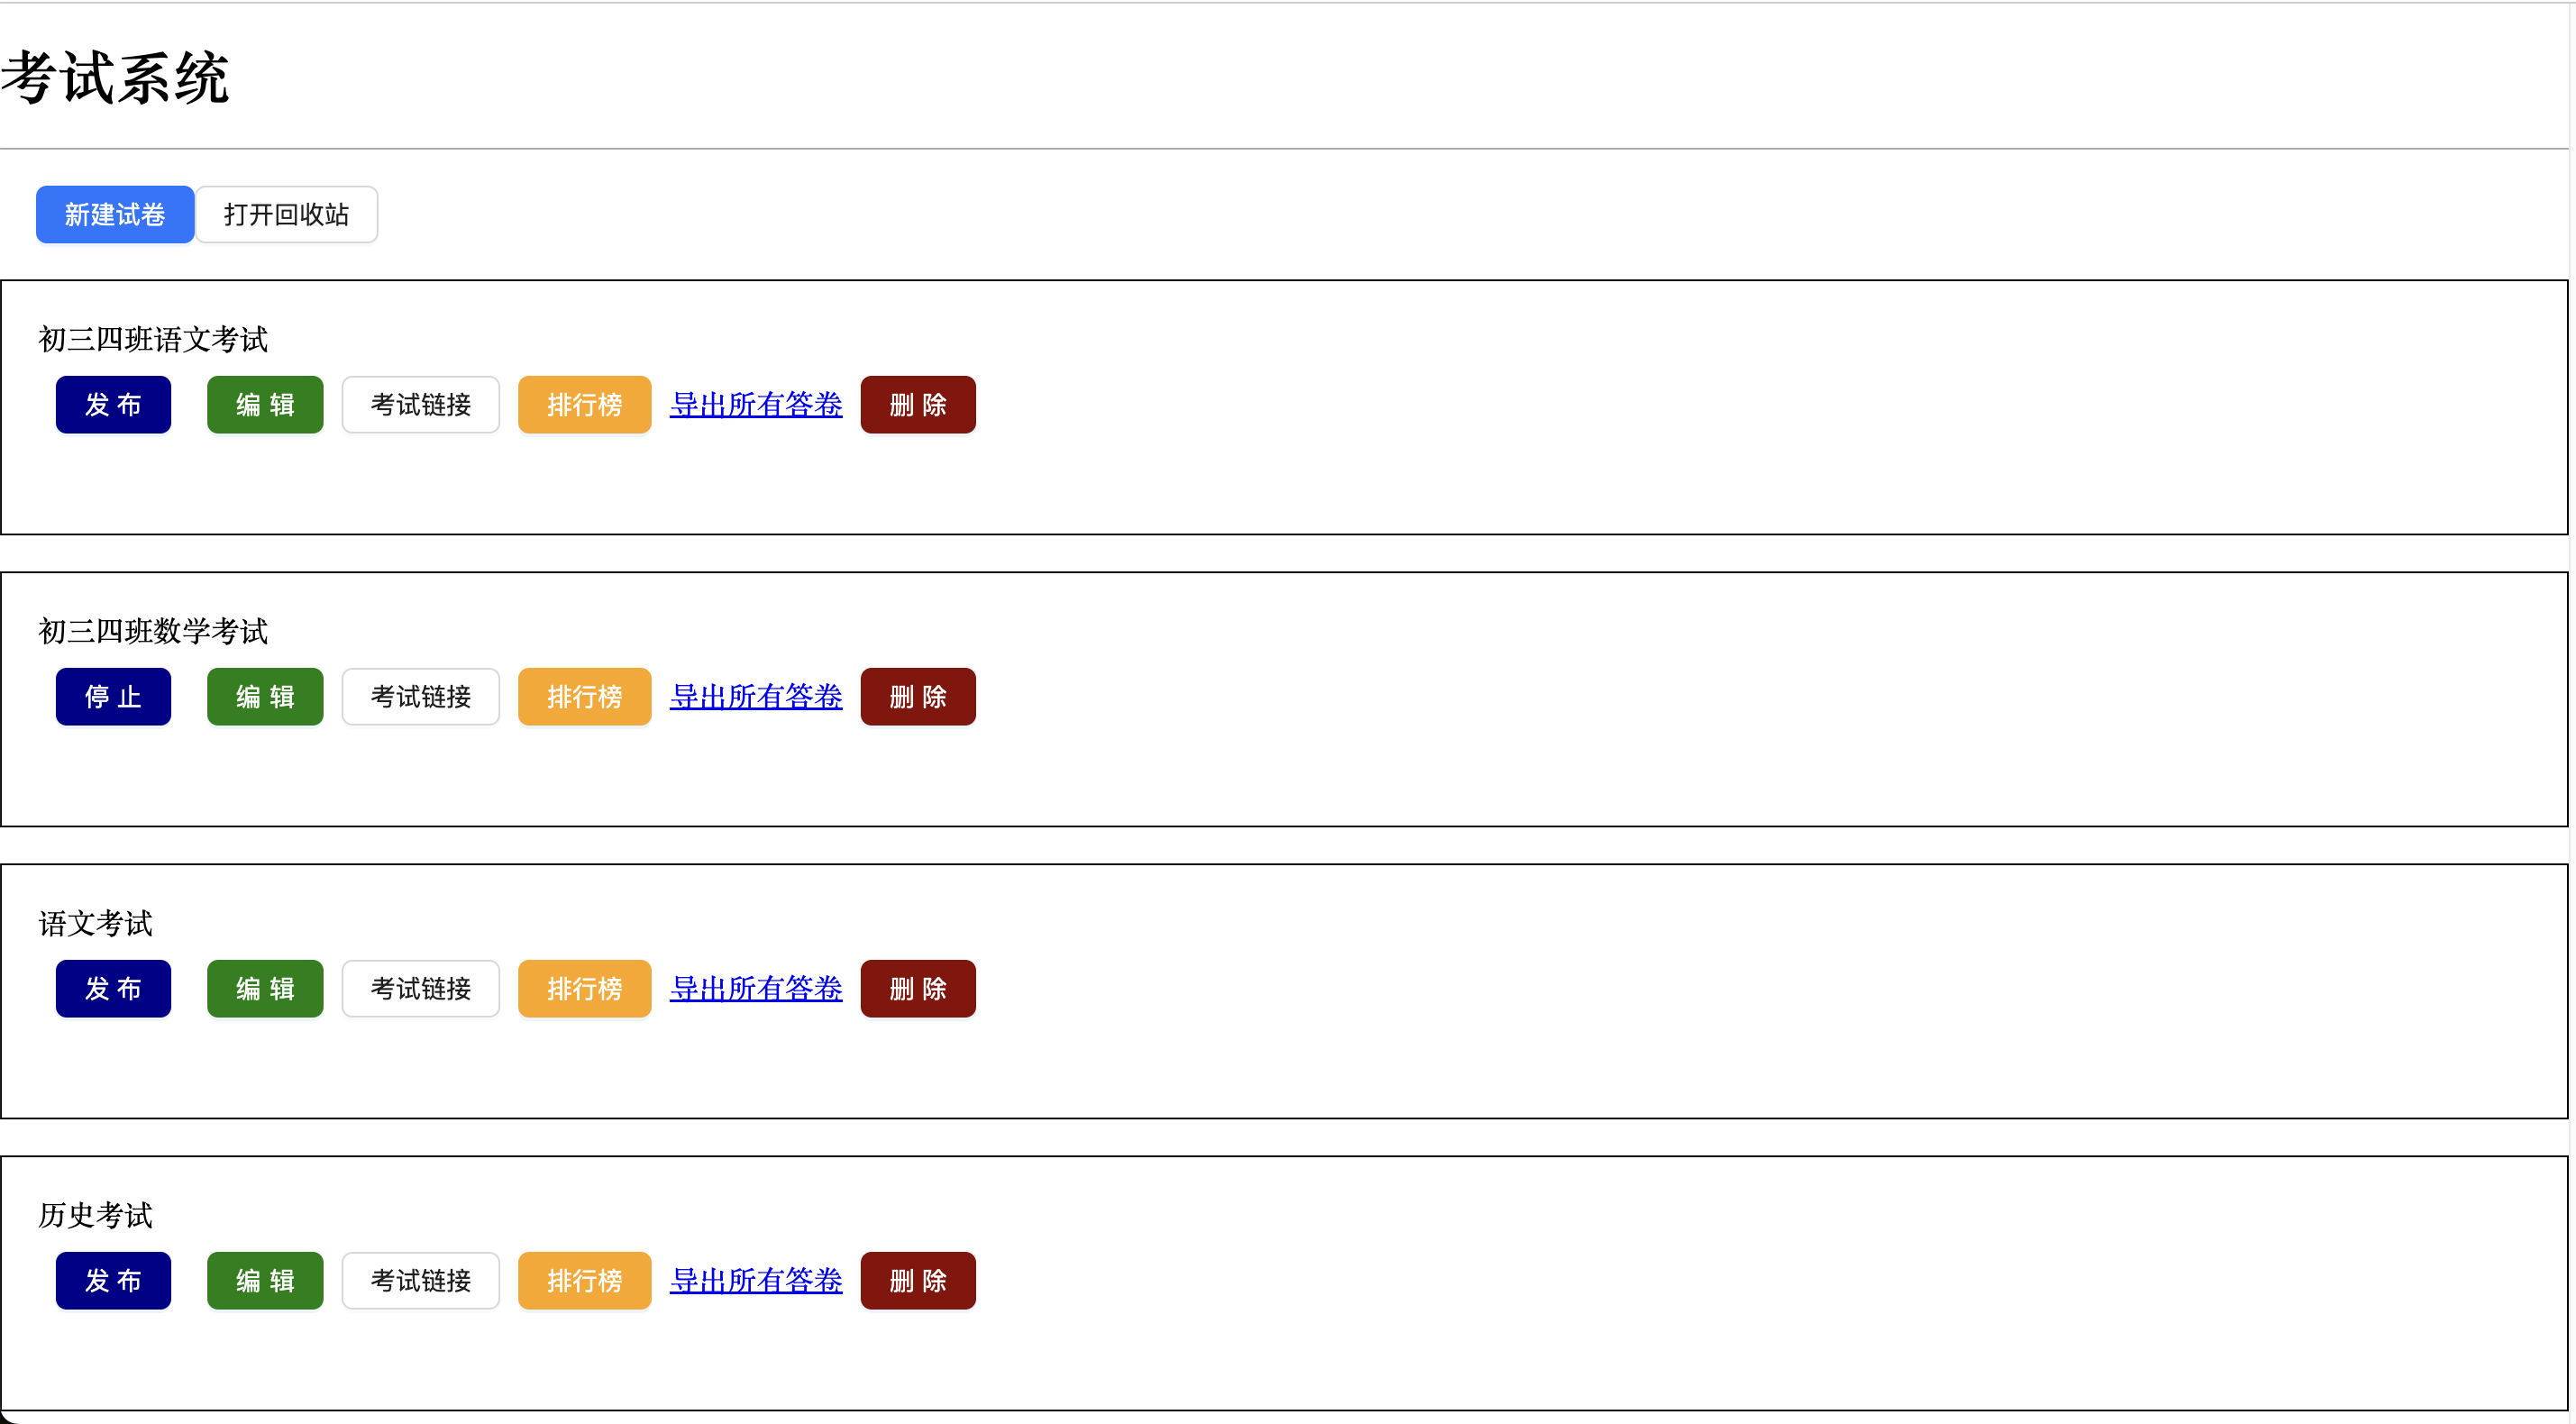 考试系统
新建试卷 打开回收站
初三四班语文考试
发布 编辑 考试链接 排行榜 导出所有答卷 删除
初三四班数学考试
停止 编辑 考试链接 排行榜 导出所有答卷 删除
语文考试
发布 编辑 考试链接 排行榜 导出所有答卷 删除
历史考试
发布 编辑 考试链接 排行榜 导出所有答卷 删除